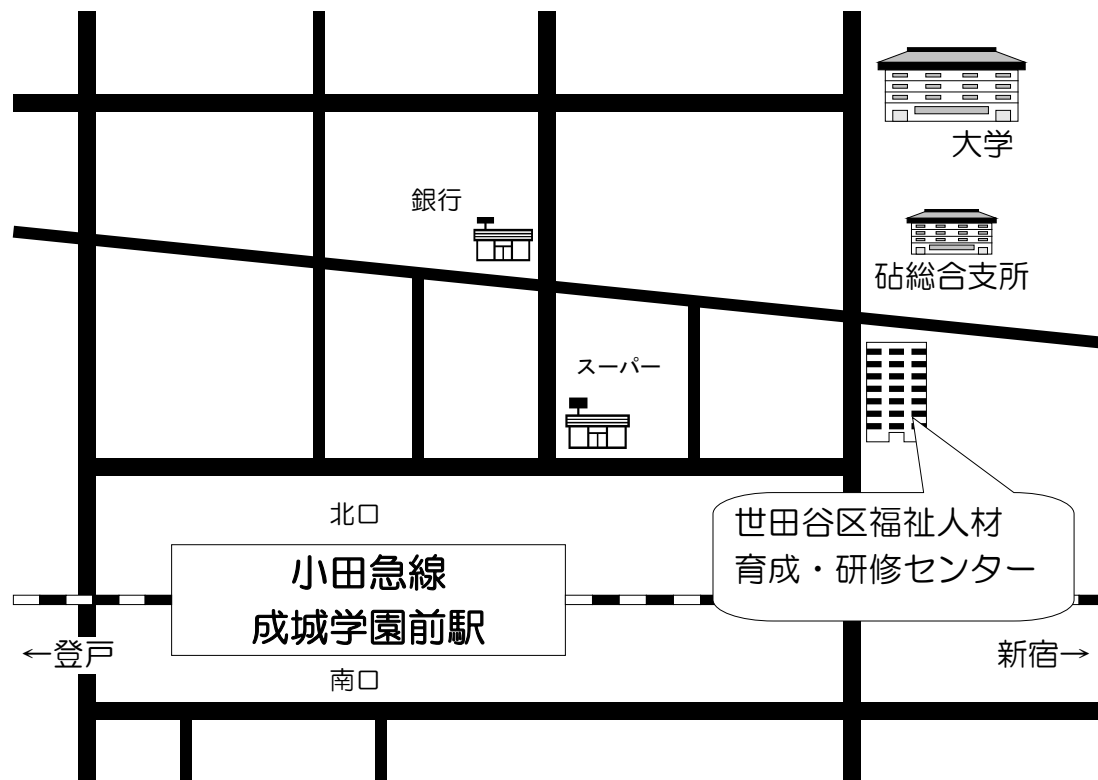 大学
銀行
砧総合支所
スーパー
北口
世田谷区福祉人材
育成・研修センター
小田急線
成城学園前駅
←登戸
新宿→
南口